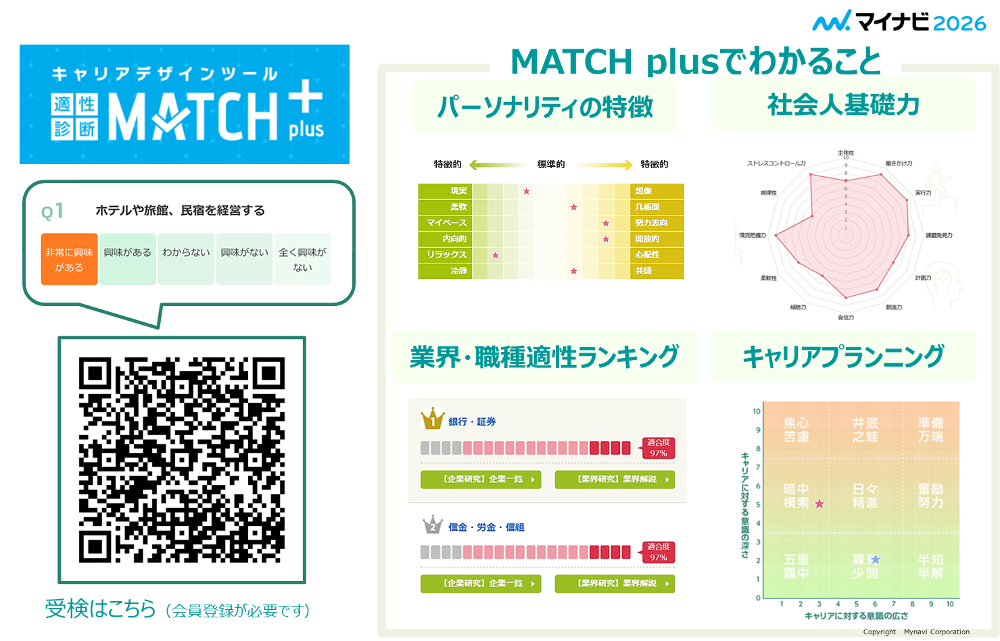 マイナビ2026
キャリアデザインツール
適性診断 MATCH plus
Q1 ホテルや旅館、民宿を経営する
非常に興味がある
興味がある
わからない
興味がない
全く興味がない
受検はこちら（会員登録が必要です）
MATCH plusでわかること
パーソナリティの特徴
特徴的 標準的 特徴的
現実 想像
柔軟 几帳面
マイペース 努力志向
内向的 開放的
リラックス 心配性
冷静 共感
社会人基礎力
主体性
働きかけ力
実行力
課題発見力
計画力
創造力
発信力
傾聴力
柔軟性
情況把握力
規律性
ストレスコントロール力
10
9
8
7
6
5
4
3
2
1
業界・職種適性ランキング
1 銀行・証券
適合度
97%
【企業研究】企業一覧 【業界研究】業界解説
2 信金・労金・信組
適合度
97%
【企業研究】企業一覧 【業界研究】業界解説
キャリアプランニング
キャリアに対する意識の深さ
10
9
8
7
6
5
4
3
2
1
0
焦心苦慮 井底之蛙 準備万端
暗中模索 日々精進 奮励努力
五里霧中 寡見少聞 半知半解
1 2 3 4 5 6 7 8 9 10
キャリアに対する意識の広さ
Copyright Mynavi Corporation